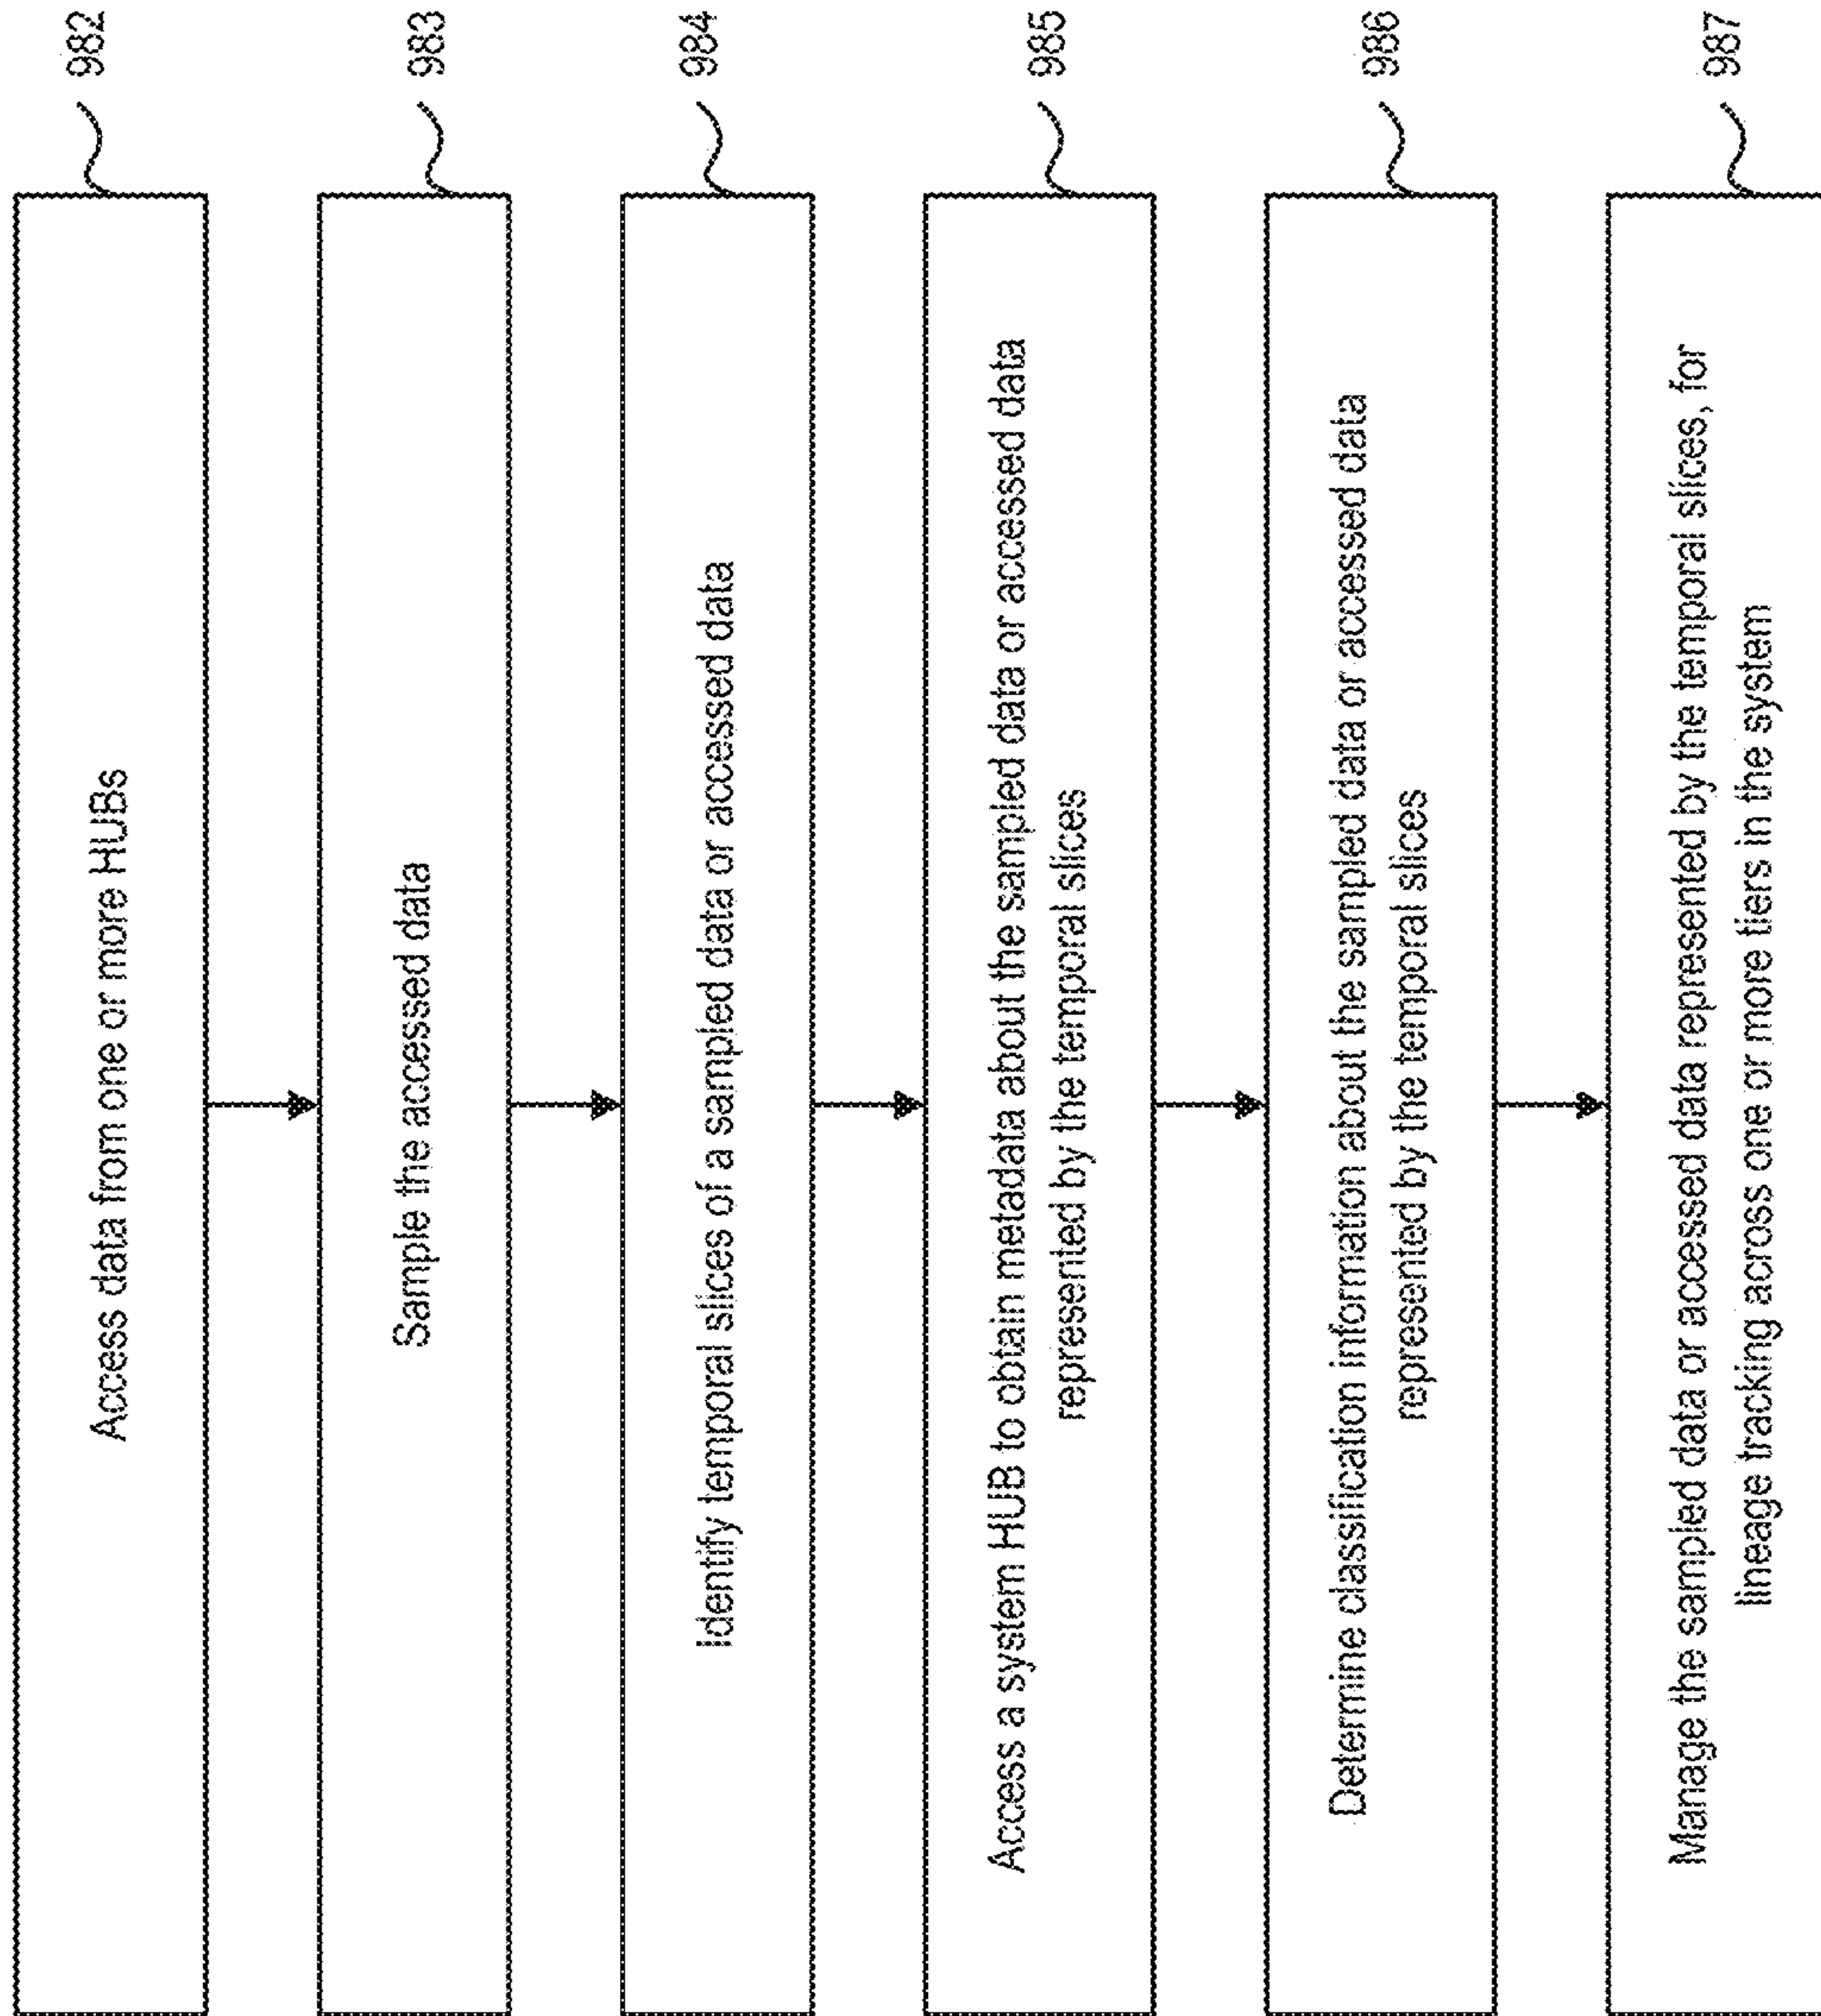 982
Access data from one or more HUBs
983
Sample the accessed data
984
Identify temporal slices of a sampled data or accessed data
985
Access a system HUB to obtain metadata about the sampled data or accessed data
represented by the temporal slices
986
Determine classification information about the sampled data or accessed data
represented by the temporal slices
987
Manage the sampled data or accessed data represented by the temporal slices, for
lineage tracking across one or more tiers in the system